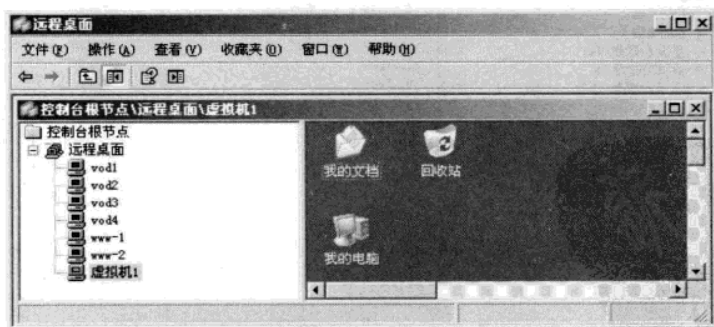 远程桌面
文件(F) 操作(A) 查看(V) 收藏夹(O) 窗口(W) 帮助(H)
控制台根节点\远程桌面\虚拟机1
控制台根节点
远程桌面
vod1
vod2
vod3
vod4
www-1
www-2
虚拟机1
我的文档 回收站
我的电脑